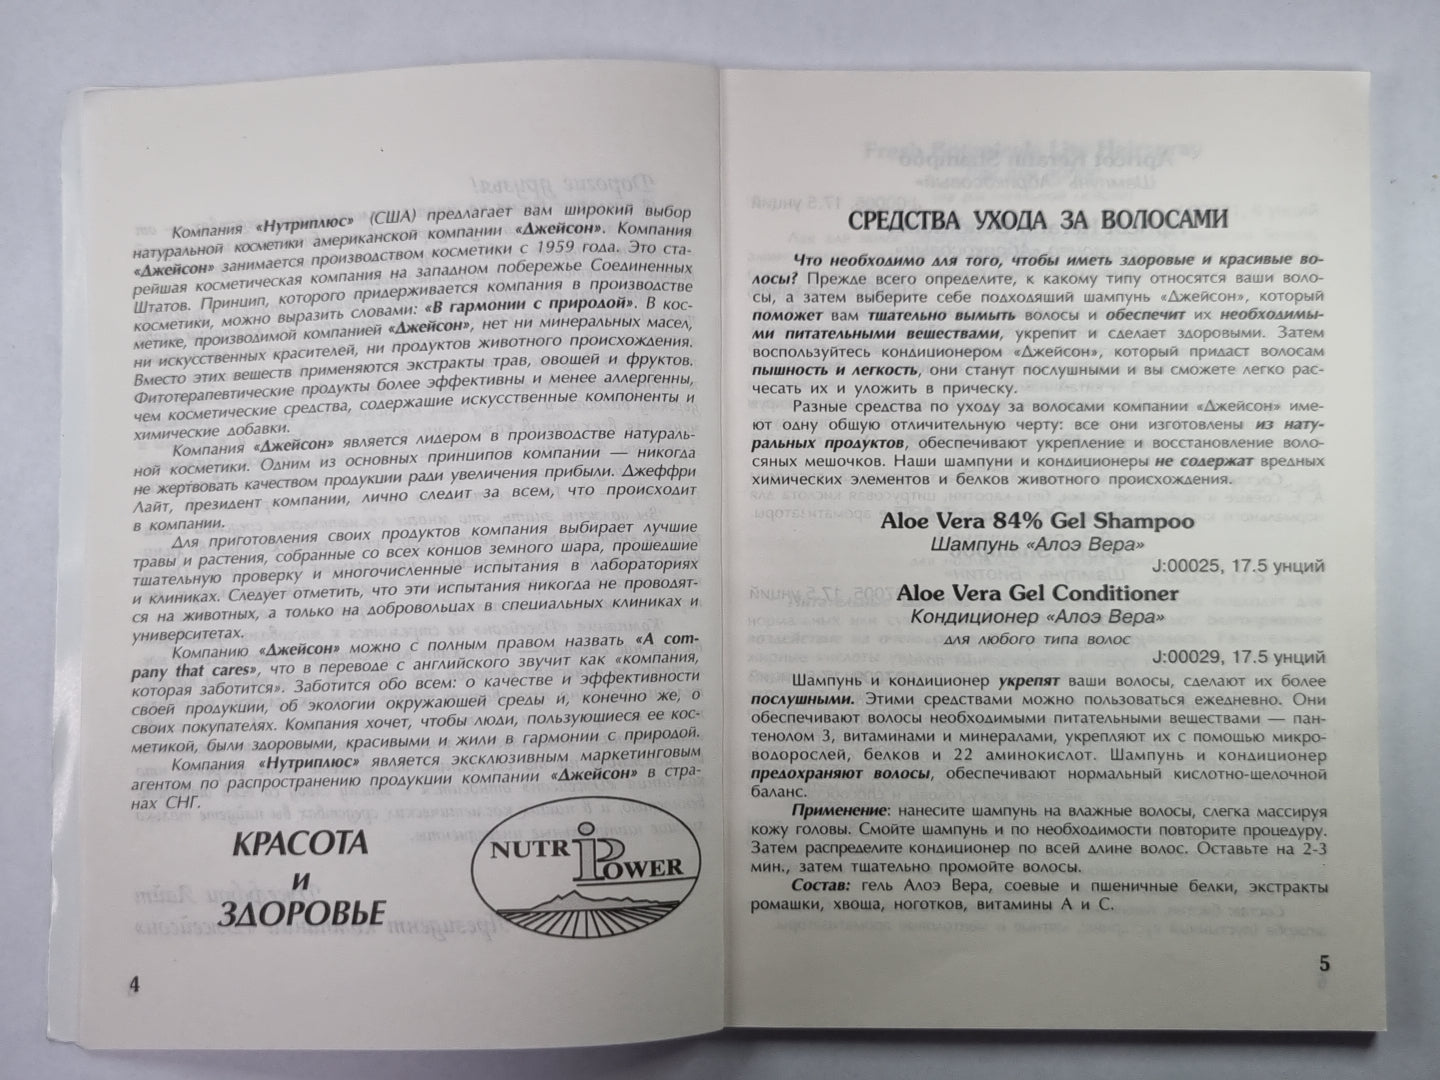 Компания «Нутриплюс» (США) предлагает вам широкий выбор
натуральной косметики американской компании «Джейсон». Компания
«Джейсон» занимается производством косметики с 1959 года. Это ста-
рейшая косметическая компания на западном побережье Соединенных
Штатов. Принцип, которого придерживается компания в производстве
косметики, можно выразить словами: «В гармонии с природой». В кос-
метике, производимой компанией «Джейсон», нет ни минеральных масел,
ни искусственных красителей, ни продуктов животного происхождения.
Вместо этих веществ применяются экстракты трав, овощей и фруктов.
Фитотерапевтические продукты более эффективны и менее аллергенны,
чем косметические средства, содержащие искусственные компоненты и
химические добавки.
Компания «Джейсон» является лидером в производстве натураль-
ной косметики. Одним из основных принципов компании — никогда
не жертвовать качеством продукции ради увеличения прибыли. Джеффри
Лайт, президент компании, лично следит за всем, что происходит
в компании.
Для приготовления своих продуктов компания выбирает лучшие
травы и растения, собранные со всех концов земного шара, прошедшие
тщательную проверку и многочисленные испытания в лабораториях
и клиниках. Следует отметить, что эти испытания никогда не проводят-
ся на животных, а только на добровольцах в специальных клиниках и
университетах.
Компанию «Джейсон» можно с полным правом назвать «A com-
pany that cares», что в переводе с английского звучит как «компания,
которая заботится». Заботится обо всем: о качестве и эффективности
своей продукции, об экологии окружающей среды и, конечно же, о
своих покупателях. Компания хочет, чтобы люди, пользующиеся ее кос-
метикой, были здоровыми, красивыми и жили в гармонии с природой.
Компания «Нутриплюс» является эксклюзивным маркетинговым
агентом по распространению продукции компании «Джейсон» в стра-
нах СНГ.
КРАСОТА
И
ЗДОРОВЬЕ
NUTRI POWER
4
СРЕДСТВА УХОДА ЗА ВОЛОСАМИ
Что необходимо для того, чтобы иметь здоровые и красивые во-
лосы? Прежде всего определите, к какому типу относятся ваши воло-
сы, а затем выберите себе подходящий шампунь «Джейсон», который
поможет вам тщательно вымыть волосы и обеспечит их необходимы-
ми питательными веществами, укрепит и сделает здоровыми. Затем
воспользуйтесь кондиционером «Джейсон», который придаст волосам
пышность и легкость, они станут послушными и вы сможете легко рас-
чесать их и уложить в прическу.
Разные средства по уходу за волосами компании «Джейсон» име-
ют одну общую отличительную черту: все они изготовлены из нату-
ральных продуктов, обеспечивают укрепление и восстановление воло-
сяных мешочков. Наши шампуни и кондиционеры не содержат вредных
химических элементов и белков животного происхождения.
Aloe Vera 84% Gel Shampoo
Шампунь «Алоэ Вера»
J:00025, 17.5 унций
Aloe Vera Gel Conditioner
Кондиционер «Алоэ Вера»
для любого типа волос
J:00029, 17.5 унций
Шампунь и кондиционер укрепят ваши волосы, сделают их более
послушными. Этими средствами можно пользоваться ежедневно. Они
обеспечивают волосы необходимыми питательными веществами — пан-
тенолом 3, витаминами и минералами, укрепляют их с помощью микро-
водорослей, белков и 22 аминокислот. Шампунь и кондиционер
предохраняют волосы, обеспечивают нормальный кислотно-щелочной
баланс.
Применение: нанесите шампунь на влажные волосы, слегка массируя
кожу головы. Смойте шампунь и по необходимости повторите процедуру.
Затем распределите кондиционер по всей длине волос. Оставьте на 2-3
мин., затем тщательно промойте волосы.
Состав: гель Алоэ Вера, соевые и пшеничные белки, экстракты
ромашки, хвоща, ноготков, витамины А и С.
5